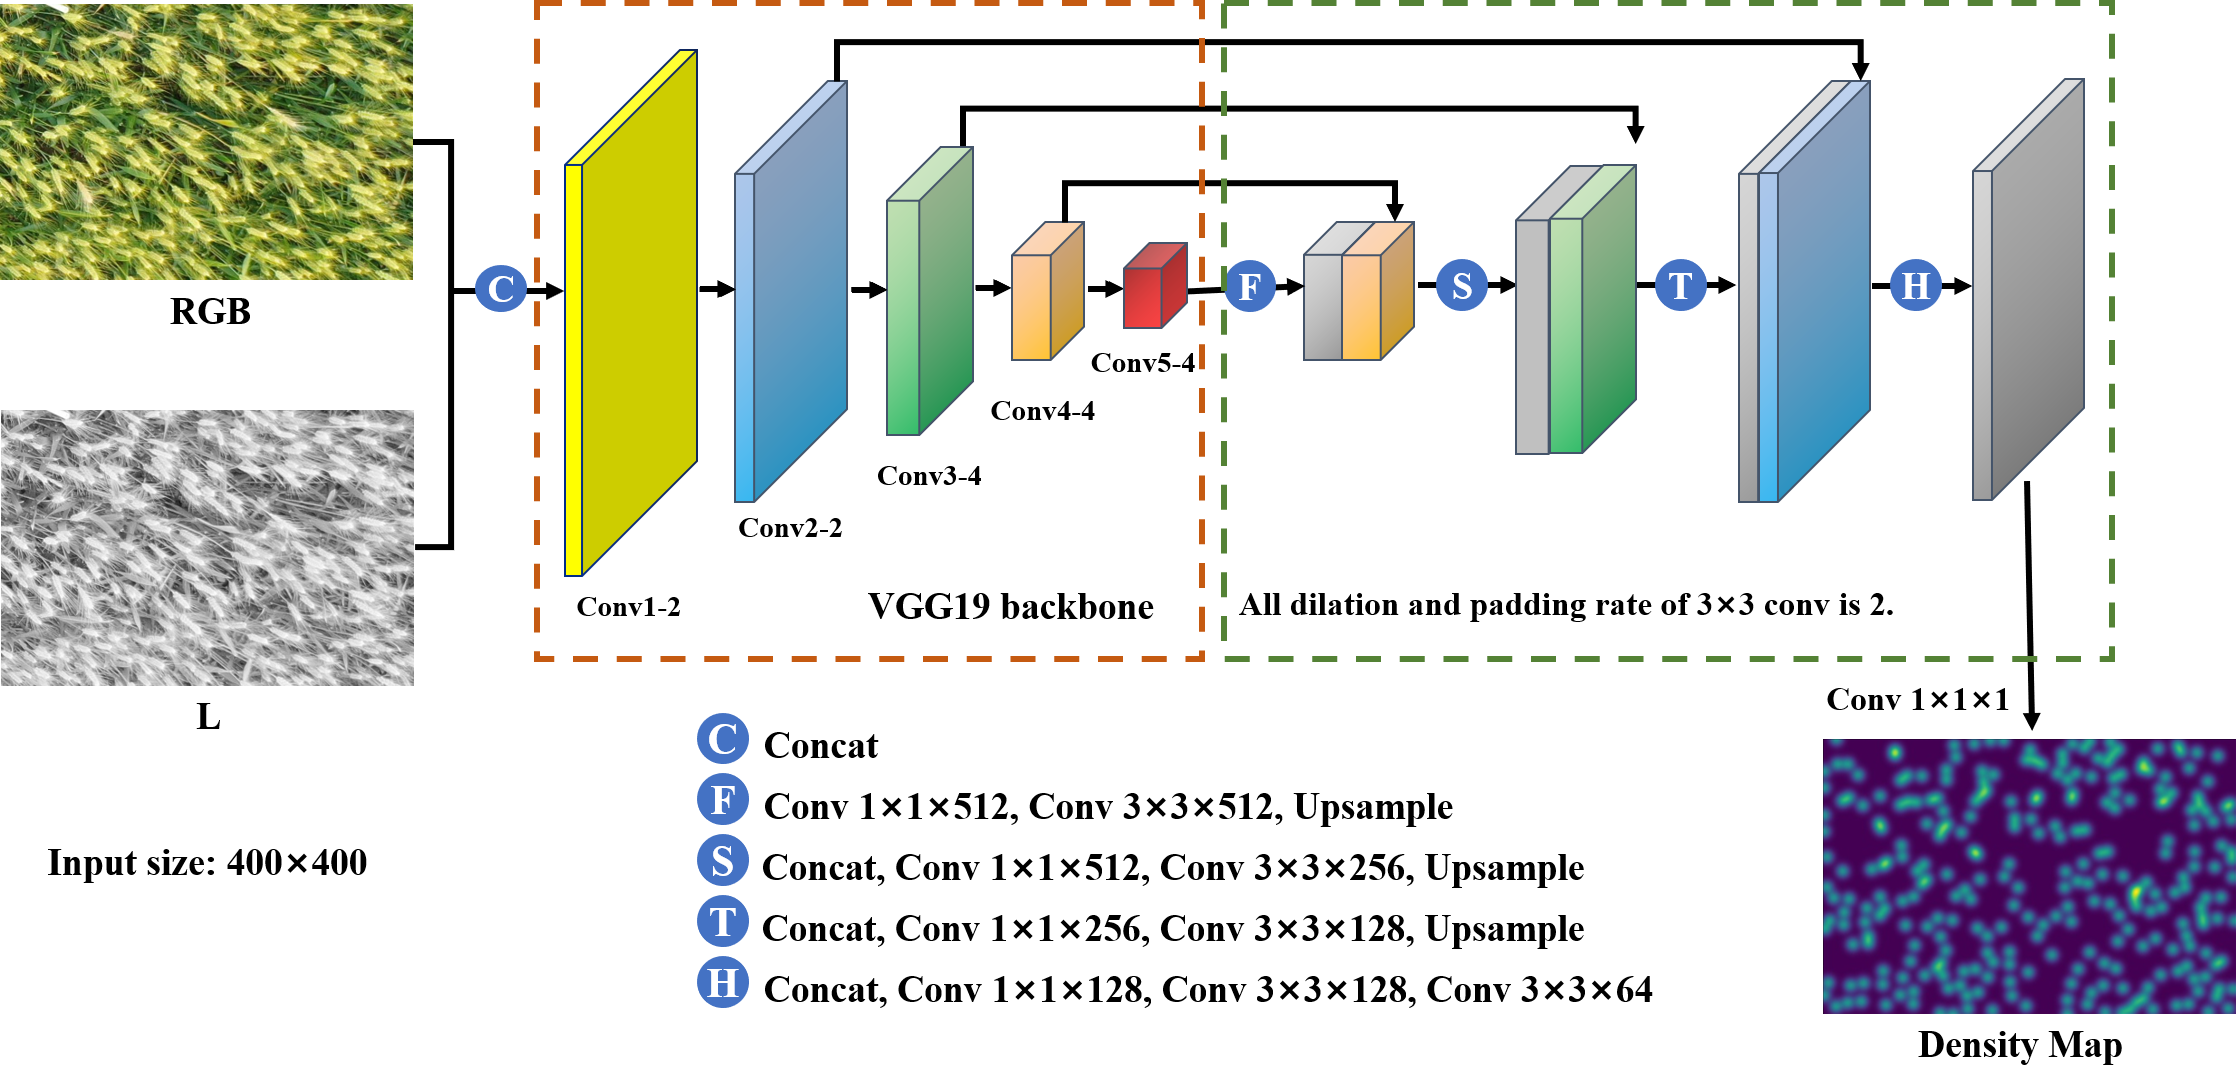 RGB
L
Input size: 400×400
C
Conv1-2
Conv2-2
Conv3-4
Conv4-4
Conv5-4
VGG19 backbone
F
S
T
H
All dilation and padding rate of 3×3 conv is 2.
Conv 1×1×1
Density Map
C Concat
F Conv 1×1×512, Conv 3×3×512, Upsample
S Concat, Conv 1×1×512, Conv 3×3×256, Upsample
T Concat, Conv 1×1×256, Conv 3×3×128, Upsample
H Concat, Conv 1×1×128, Conv 3×3×128, Conv 3×3×64